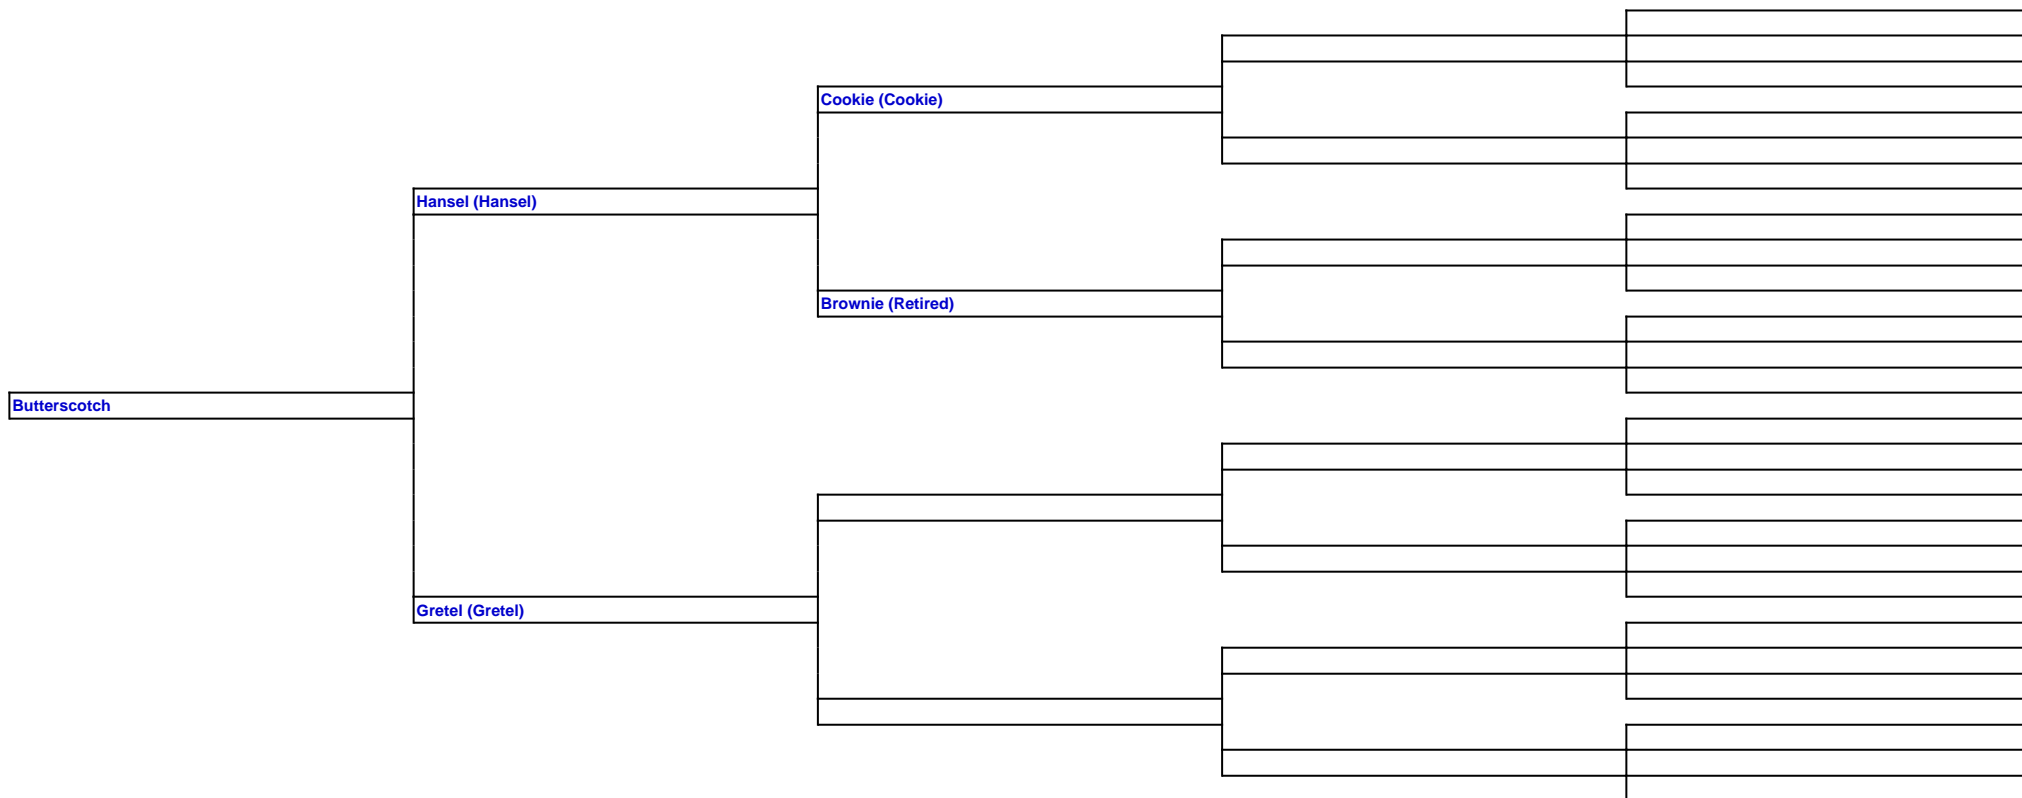 Cookie (Cookie)
Hansel (Hansel)
Brownie (Retired)
Butterscotch
Gretel (Gretel)